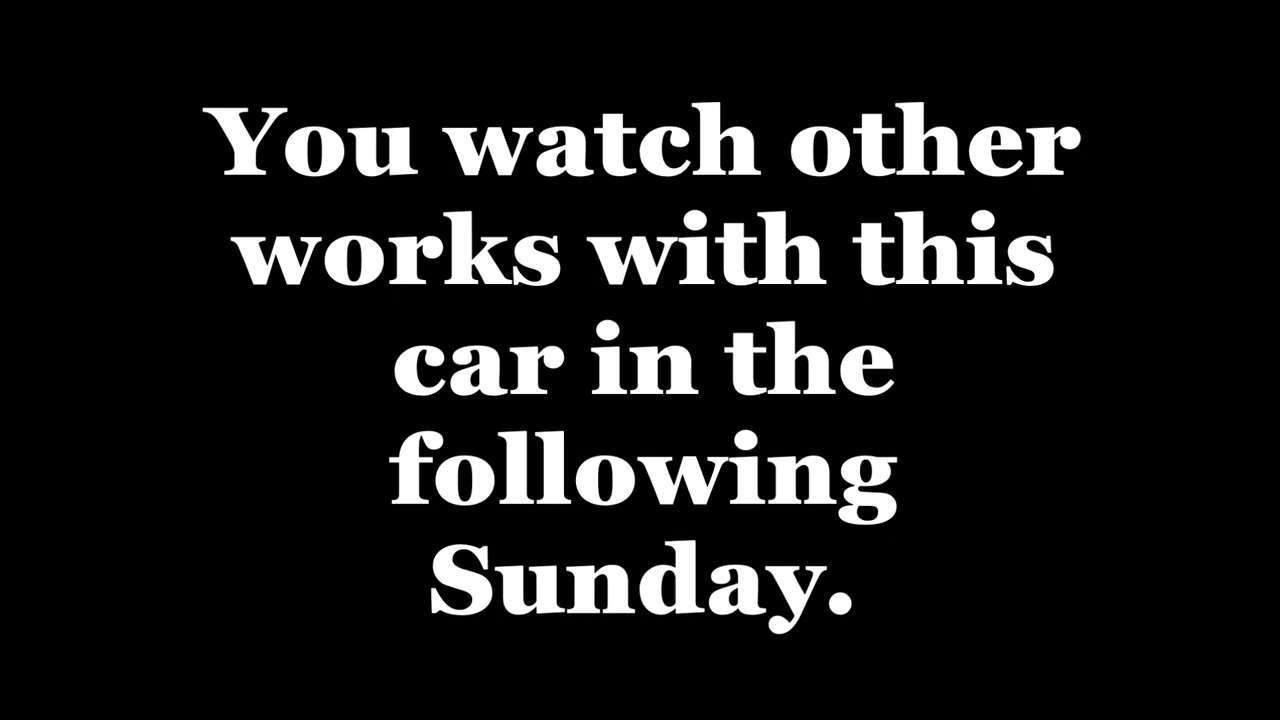 You watch other
works with this
car in the
following
Sunday.